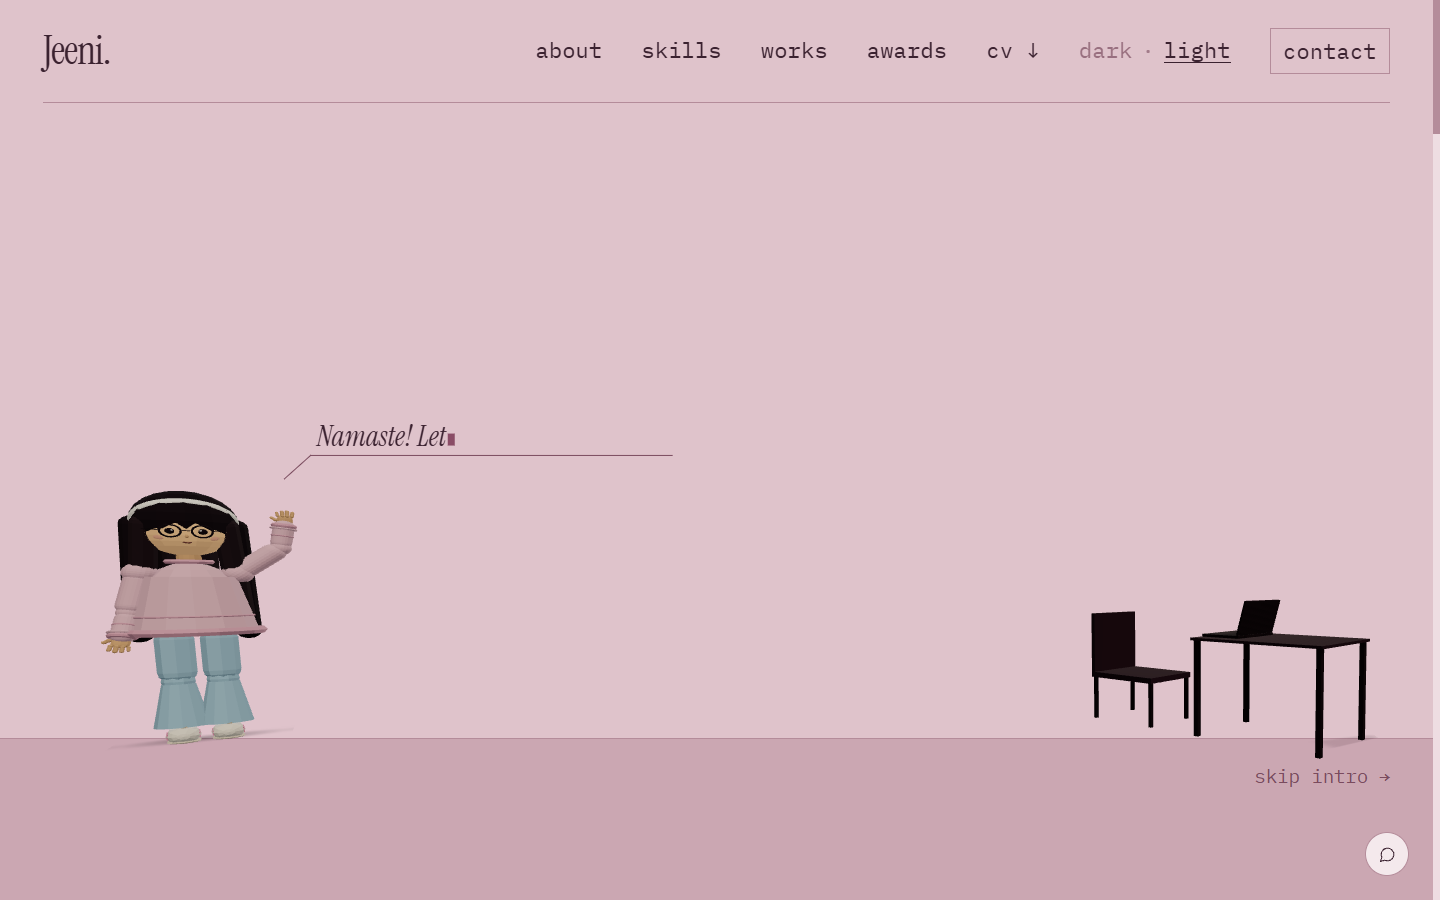 Jeeni.
about skills works awards cv ↓ dark · light contact
Namaste! Let
skip intro →